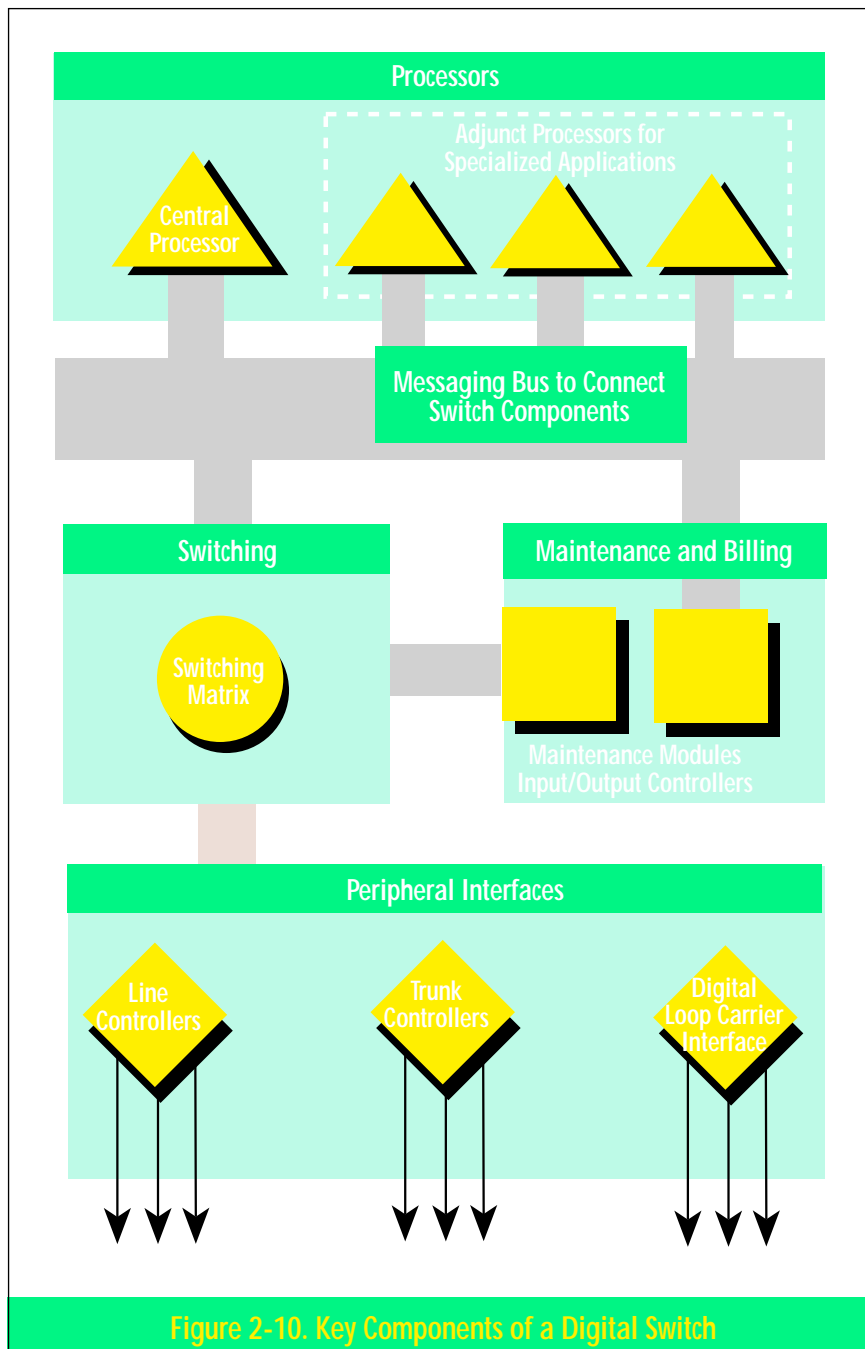 Processors
Adjunct Processors for
Specialized Applications
Central
Processor
Messaging Bus to Connect
Switch Components
Switching
Maintenance and Billing
Switching
Matrix
Maintenance Modules
Input/Output Controllers
Peripheral Interfaces
Line
Controllers
Trunk
Controllers
Digital
Loop Carrier
Interface
Figure 2-10. Key Components of a Digital Switch